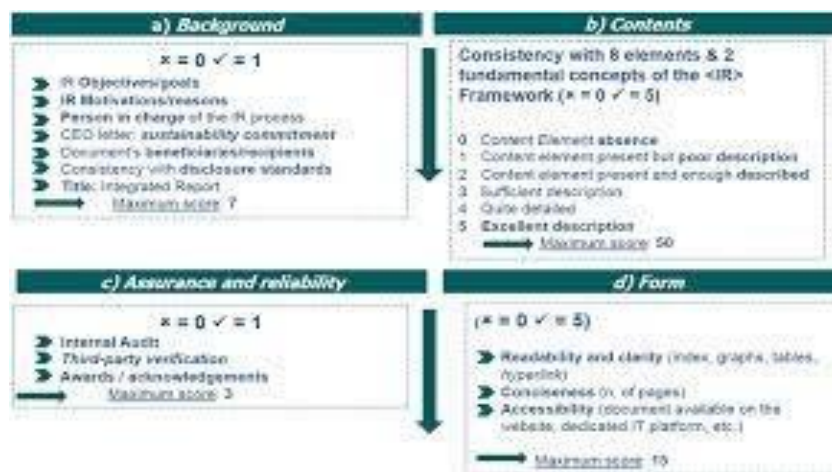 a) Background
× = 0 ✓ = 1
IR Objectives/goals
IR Motivations/reasons
Person in charge of the IR process
CEO letter: sustainability commitment
Document's beneficiaries/recipients
Consistency with disclosure standards
Title: Integrated Report
Maximum score: 7
b) Contents
Consistency with 8 elements & 2
fundamental concepts of the <IR>
Framework (× = 0 ✓ = 5)
0 Content Element absence
1 Content element present but poor description
2 Content element present and enough described
3 Sufficient description
4 Quite detailed
5 Excellent description
Maximum score: 50
c) Assurance and reliability
× = 0 ✓ = 1
Internal Audit
Third-party verification
Awards / acknowledgements
Maximum score: 3
d) Form
(× = 0 ✓ = 5)
Readability and clarity (index, graphs, tables,
hyperlink)
Conciseness (n. of pages)
Accessibility (document available on the
website, dedicated IT platform, etc.)
Maximum score: 15